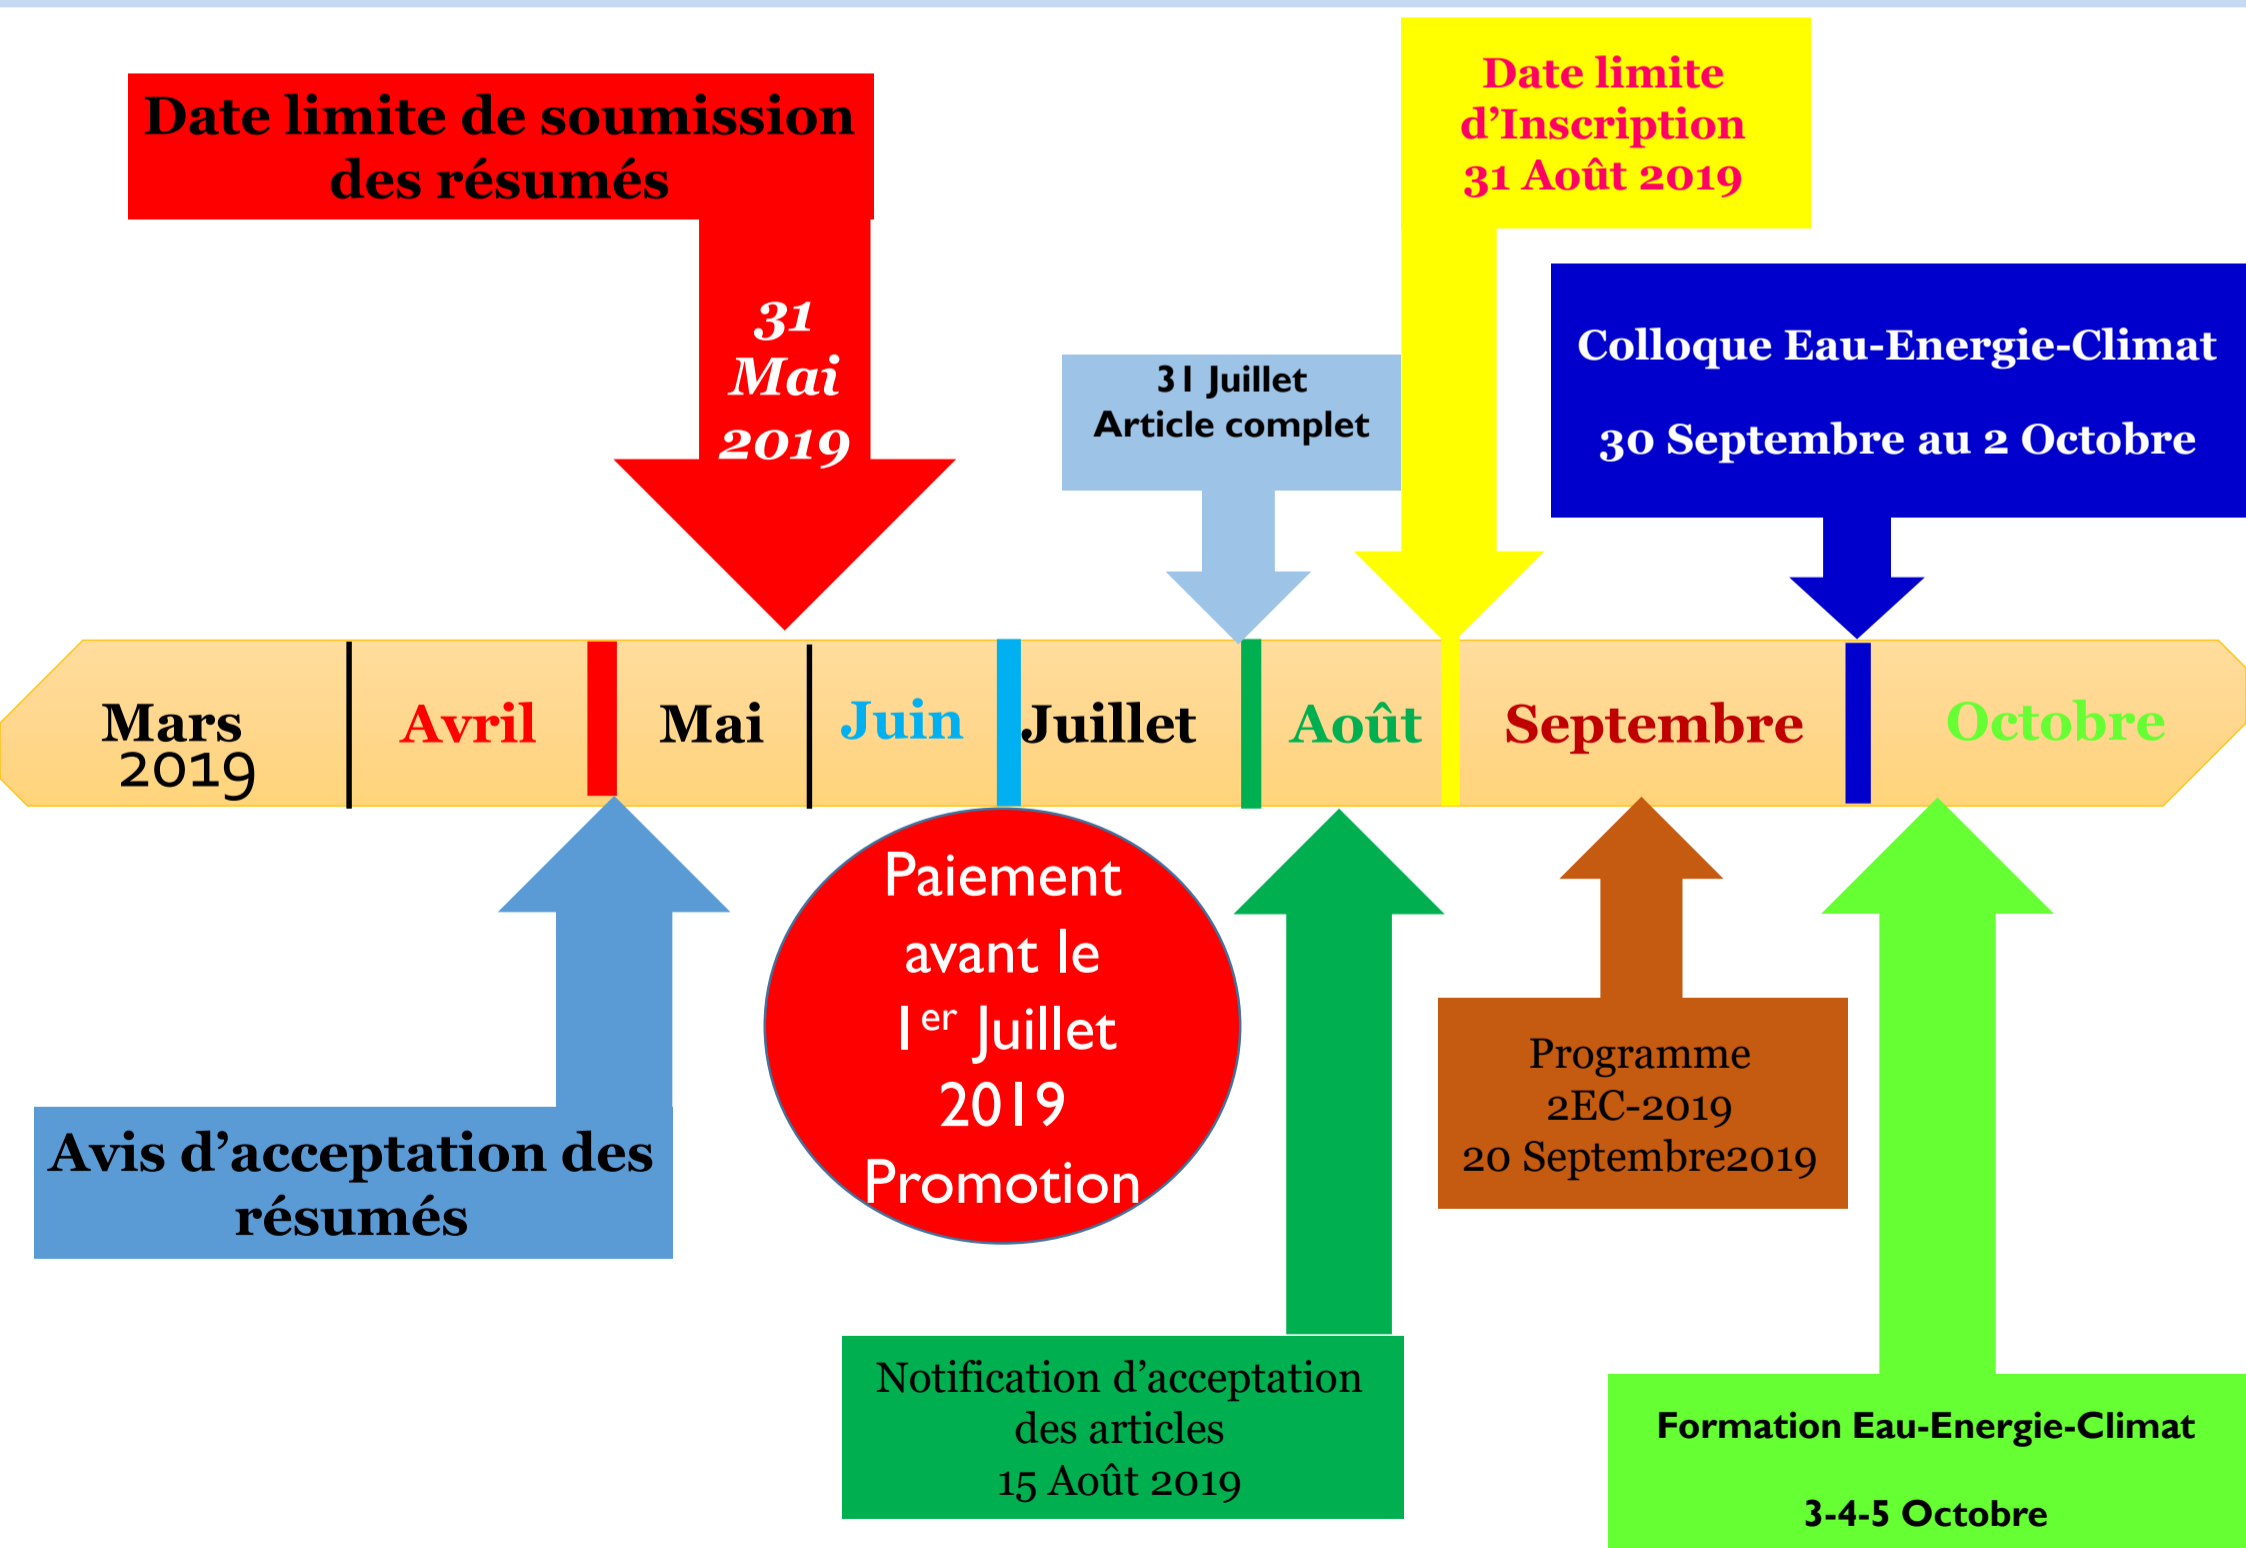 Date limite de soumission
des résumés
31
Mai
2019
31 Juillet
Article complet
Date limite
d’Inscription
31 Août 2019
Colloque Eau-Energie-Climat
30 Septembre au 2 Octobre
Mars
2019
Avril
Mai
Juin
Juillet
Août
Septembre
Octobre
Avis d’acceptation des
résumés
Paiement
avant le
1er Juillet
2019
Promotion
Notification d’acceptation
des articles
15 Août 2019
Programme
2EC-2019
20 Septembre2019
Formation Eau-Energie-Climat
3-4-5 Octobre